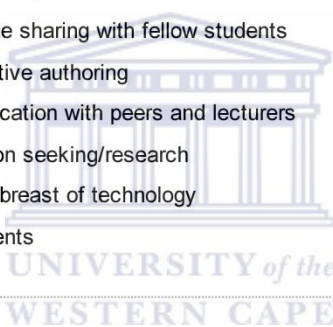 e sharing with fellow students
tive authoring
cation with peers and lecturers
on seeking/research
breast of technology
ents
UNIVERSITY of the
WESTERN CAPE